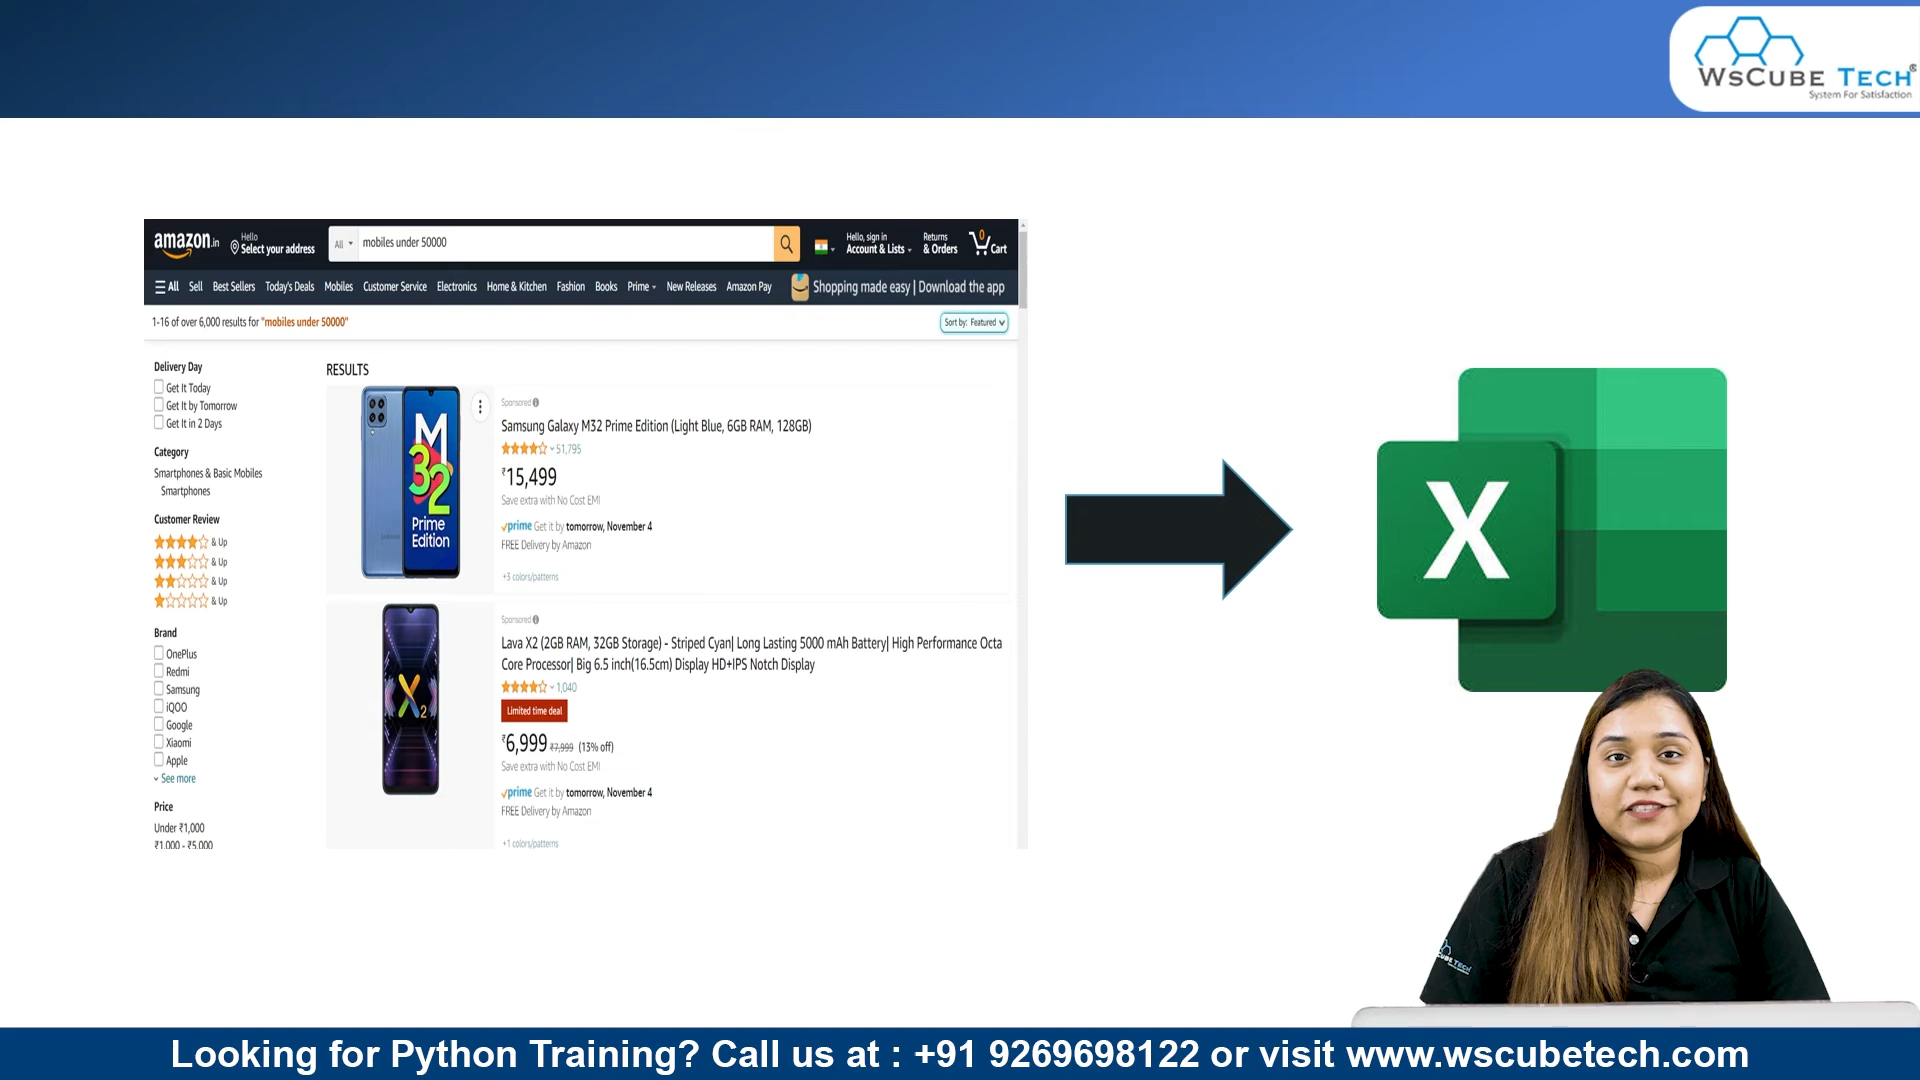 WsCube Tech
System For Satisfaction
amazon.in
Hello
Select your address
All
mobiles under 50000
Hello, sign in
Account & Lists
Returns
& Orders
0
Cart
All
Sell
Best Sellers
Today's Deals
Mobiles
Customer Service
Electronics
Home & Kitchen
Fashion
Books
Prime
New Releases
Amazon Pay
Shopping made easy | Download the app
1-16 of over 6,000 results for "mobiles under 50000"
Sort by: Featured
Delivery Day
Get It Today
Get It by Tomorrow
Get It in 2 Days
Category
Smartphones & Basic Mobiles
Smartphones
Customer Review
& Up
& Up
& Up
& Up
Brand
OnePlus
Redmi
Samsung
iQOO
Google
Xiaomi
Apple
See more
Price
Under ₹1,000
₹1,000 - ₹5,000
RESULTS
M
32
Prime
Edition
Sponsored
Samsung Galaxy M32 Prime Edition (Light Blue, 6GB RAM, 128GB)
51,795
₹15,499
Save extra with No Cost EMI
prime Get it by tomorrow, November 4
FREE Delivery by Amazon
+3 colors/patterns
X2
Sponsored
Lava X2 (2GB RAM, 32GB Storage) - Striped Cyan| Long Lasting 5000 mAh Battery| High Performance Octa
Core Processor| Big 6.5 inch(16.5cm) Display HD+IPS Notch Display
1,040
Limited time deal
₹6,999 ₹7,999 (13% off)
Save extra with No Cost EMI
prime Get it by tomorrow, November 4
FREE Delivery by Amazon
+1 colors/patterns
X
Looking for Python Training? Call us at : +91 9269698122 or visit www.wscubetech.com